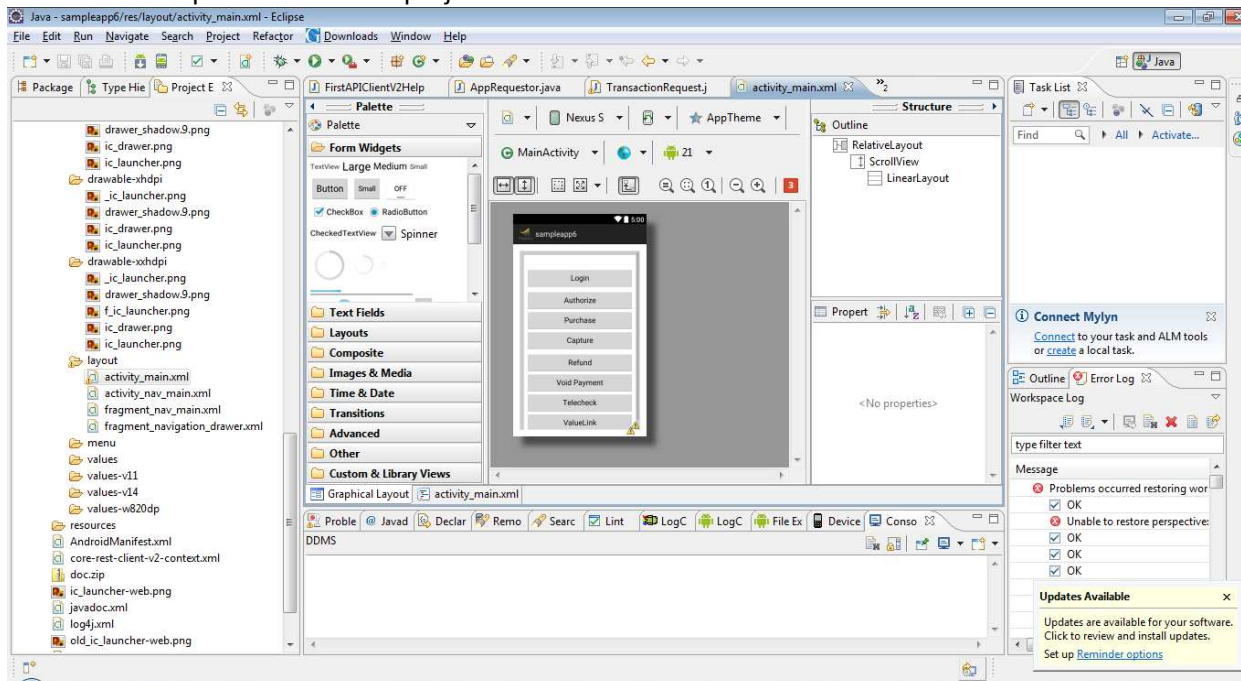 Java - sampleapp6/res/layout/activity_main.xml - Eclipse
File Edit Run Navigate Search Project Refactor Downloads Window Help
Java
Package Type Hie Project E
drawer_shadow.9.png
ic_drawer.png
ic_launcher.png
drawable-xhdpi
_ic_launcher.png
drawer_shadow.9.png
ic_drawer.png
ic_launcher.png
drawable-xxhdpi
_ic_launcher.png
drawer_shadow.9.png
f_ic_launcher.png
ic_drawer.png
ic_launcher.png
layout
activity_main.xml
activity_nav_main.xml
fragment_nav_main.xml
fragment_navigation_drawer.xml
menu
values
values-v11
values-v14
values-w820dp
resources
AndroidManifest.xml
core-rest-client-v2-context.xml
doc.zip
ic_launcher-web.png
javadoc.xml
log4j.xml
old_ic_launcher-web.png
FirstAPIClientV2Help AppRequestor.java TransactionRequest.j activity_main.xml 2
Palette
Palette
Form Widgets
TextView Large Medium Small
Button Small OFF
CheckBox RadioButton
CheckedTextView Spinner
Text Fields
Layouts
Composite
Images & Media
Time & Date
Transitions
Advanced
Other
Custom & Library Views
Nexus S AppTheme
MainActivity 21
3
5:00
sampleapp6
Login
Authorize
Purchase
Capture
Refund
Void Payment
Telecheck
ValueLink
Structure
Outline
RelativeLayout
ScrollView
LinearLayout
Propert
<No properties>
Graphical Layout activity_main.xml
Proble Javad Declar Remo Searc Lint LogC LogC File Ex Device Conso
DDMS
Task List
Find All Activate...
Connect Mylyn
Connect to your task and ALM tools
or create a local task.
Outline Error Log
Workspace Log
type filter text
Message
Problems occurred restoring wor
OK
Unable to restore perspective:
OK
OK
OK
Updates Available
Updates are available for your software.
Click to review and install updates.
Set up Reminder options